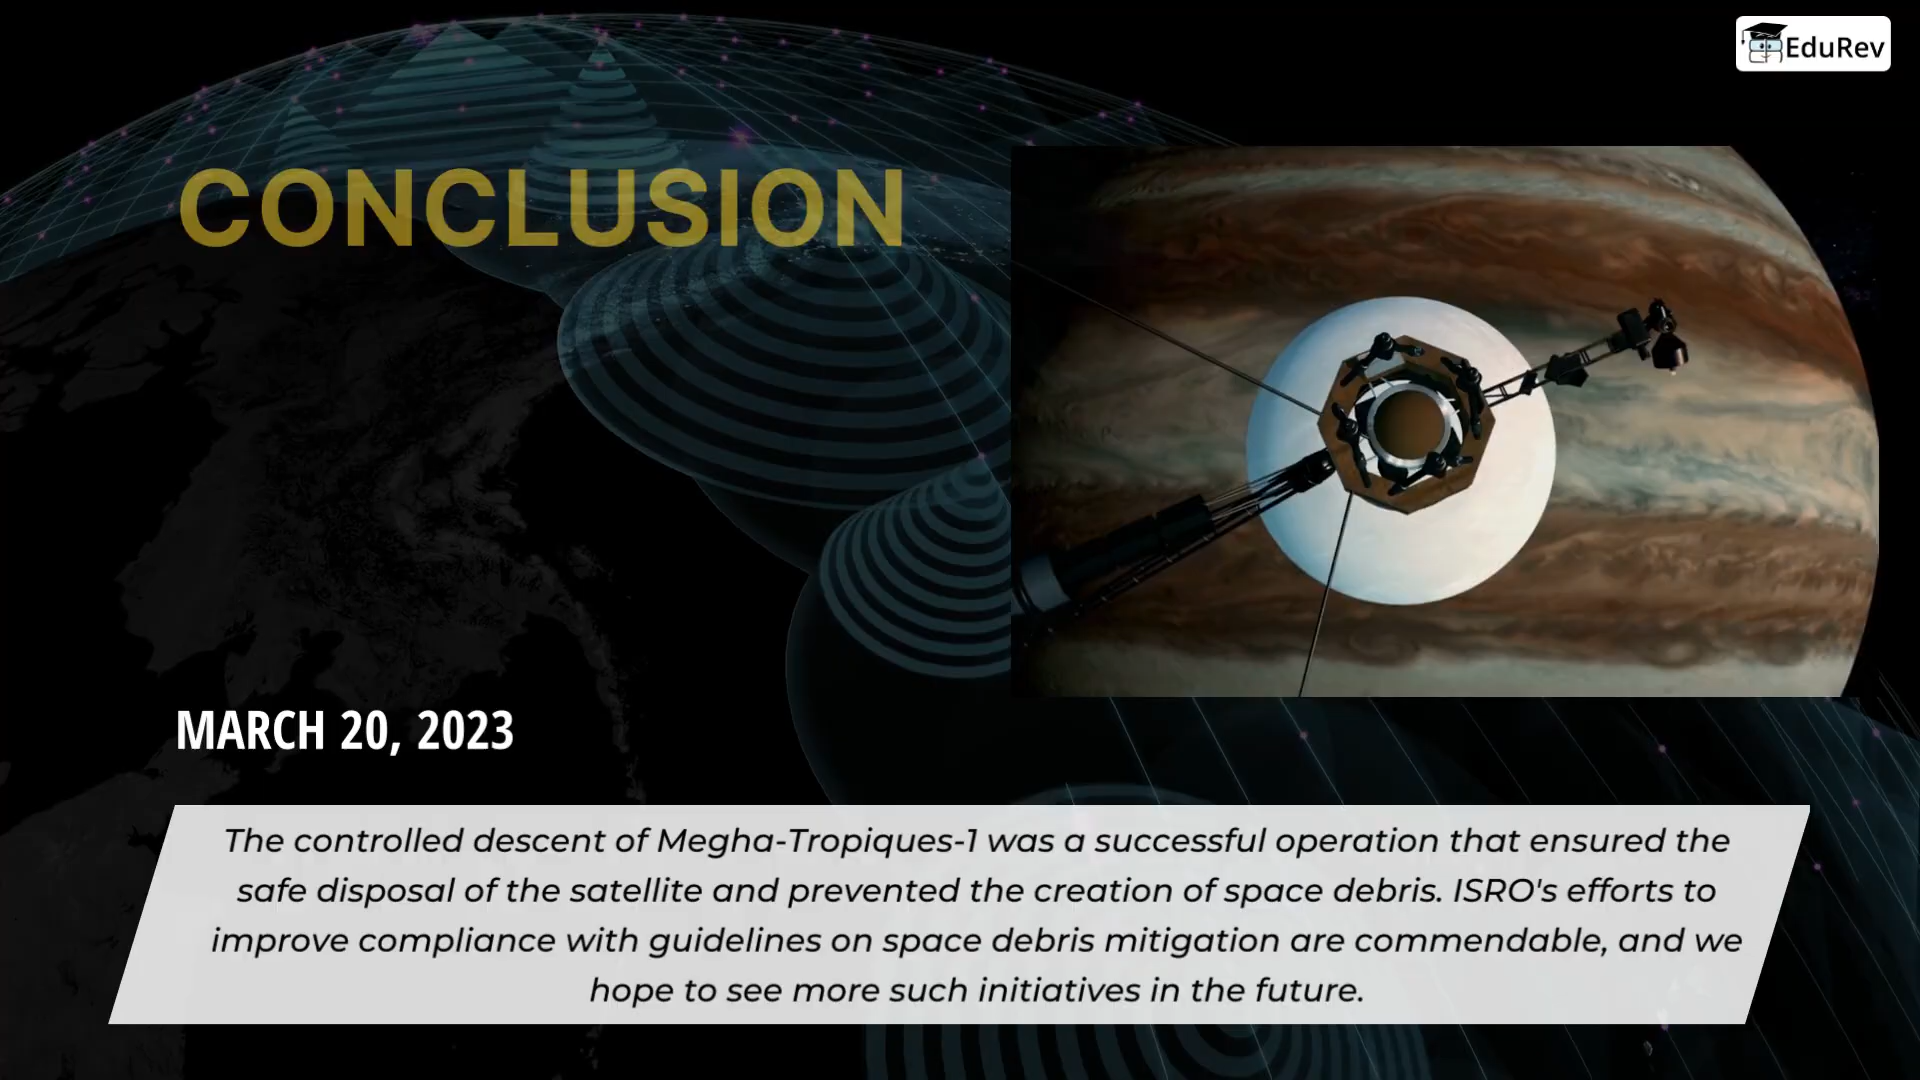 EduRev
CONCLUSION
MARCH 20, 2023
The controlled descent of Megha-Tropiques-1 was a successful operation that ensured the
safe disposal of the satellite and prevented the creation of space debris. ISRO's efforts to
improve compliance with guidelines on space debris mitigation are commendable, and we
hope to see more such initiatives in the future.